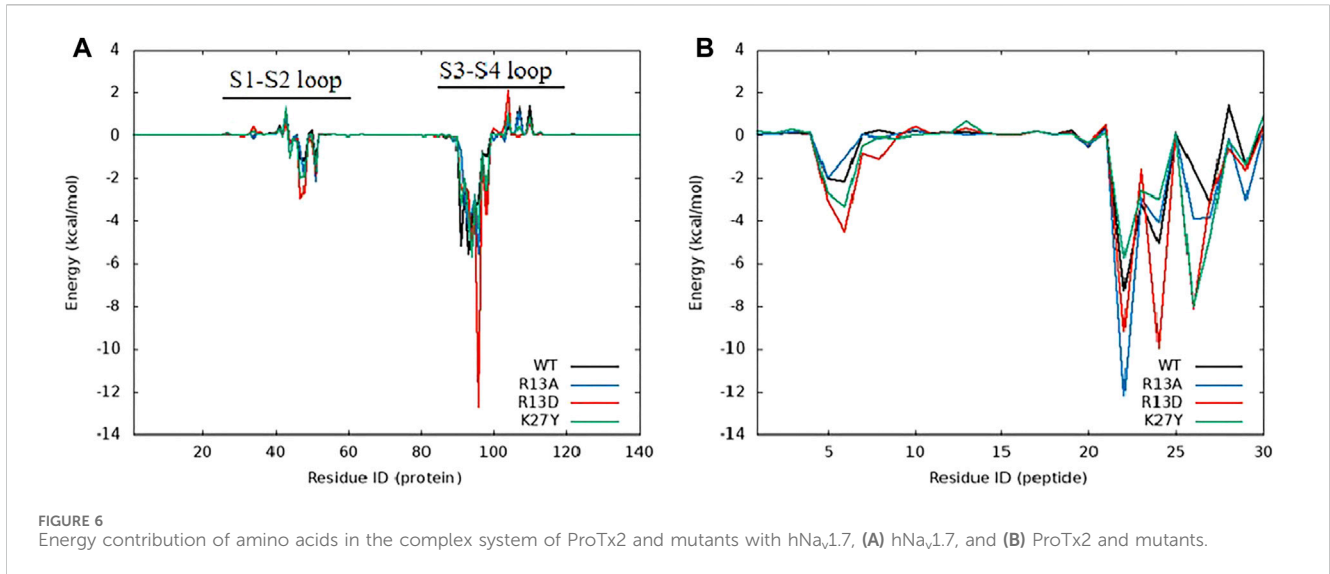 A
B
S1-S2 loop
S3-S4 loop
Energy (kcal/mol)
4
2
0
-2
-4
-6
-8
-10
-12
-14
WT
R13A
R13D
K27Y
20
40
60
80
100
120
140
Residue ID (protein)
Energy (kcal/mol)
4
2
0
-2
-4
-6
-8
-10
-12
-14
WT
R13A
R13D
K27Y
5
10
15
20
25
30
Residue ID (peptide)
FIGURE 6
Energy contribution of amino acids in the complex system of ProTx2 and mutants with hNaᵥ1.7, (A) hNaᵥ1.7, and (B) ProTx2 and mutants.